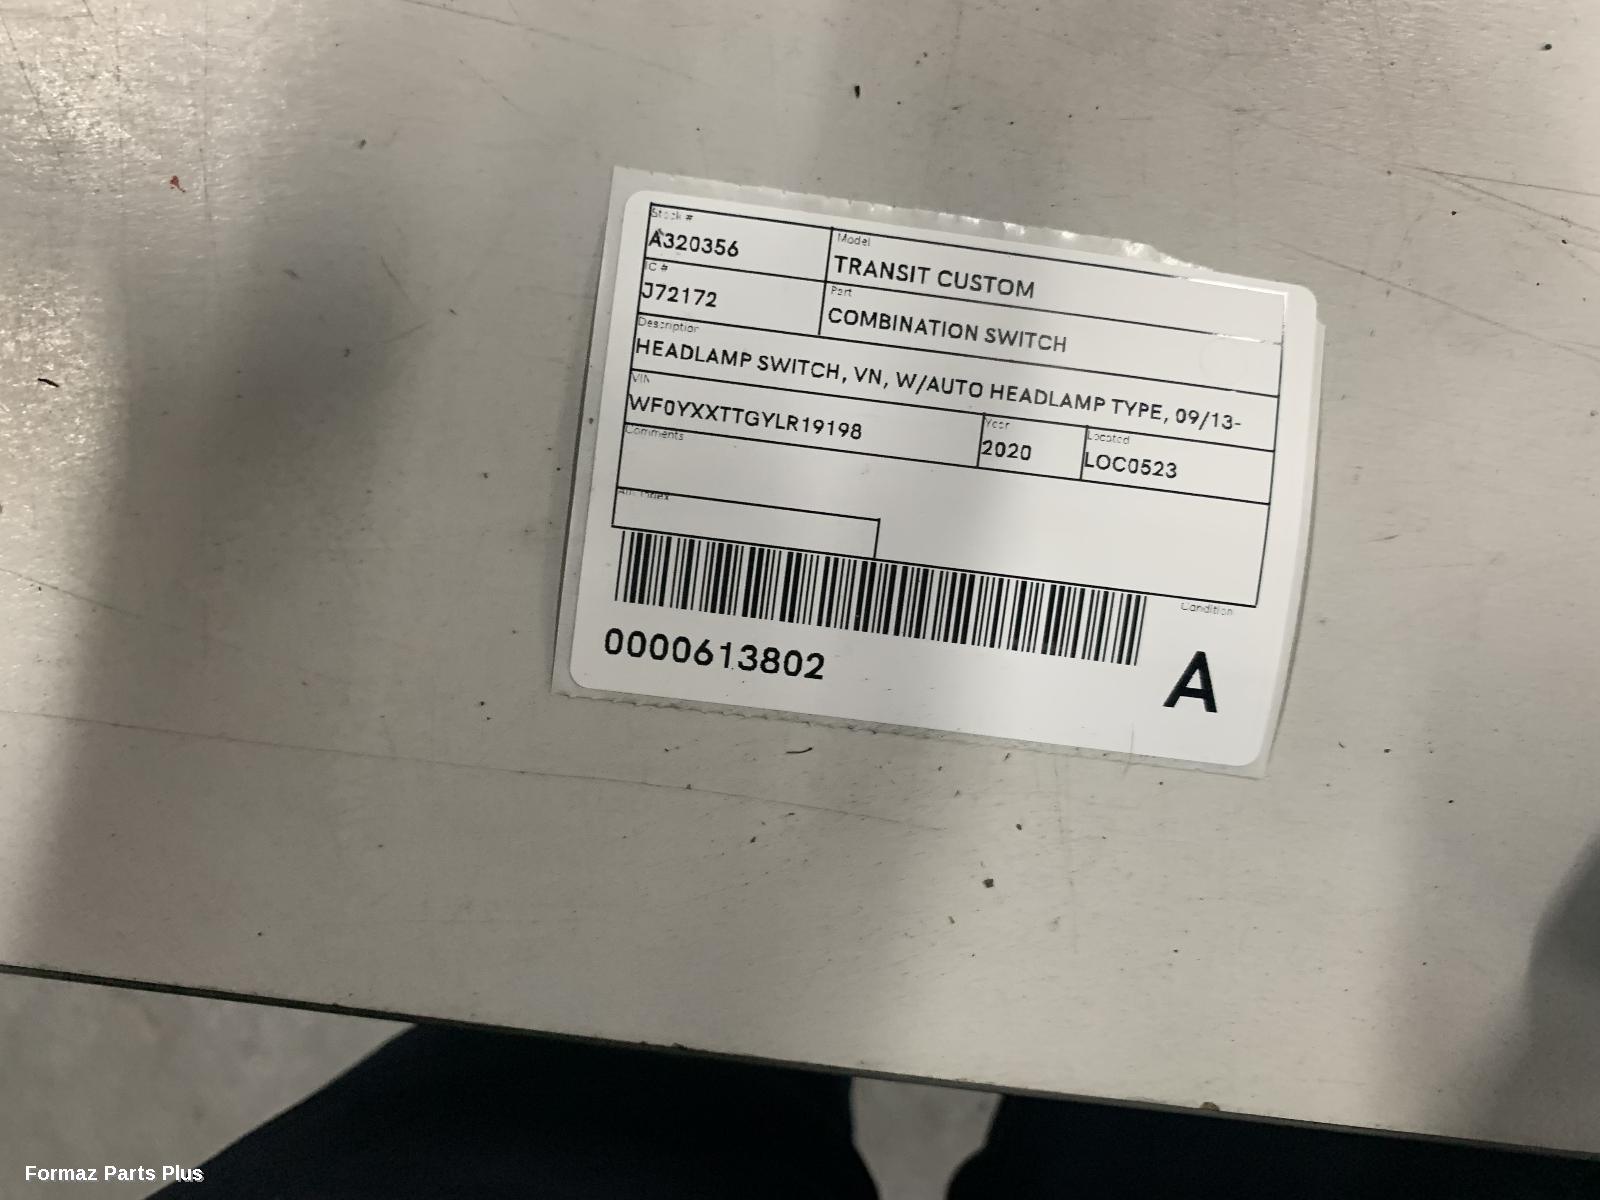 Stock #
A320356
Model
TRANSIT CUSTOM
IC #
J72172
Part
COMBINATION SWITCH
Description
HEADLAMP SWITCH, VN, W/AUTO HEADLAMP TYPE, 09/13-
VIN
WF0YXXTTGYLR19198
Year
2020
Located
LOC0523
Comments
Condition
A
0000613802
Formaz Parts Plus